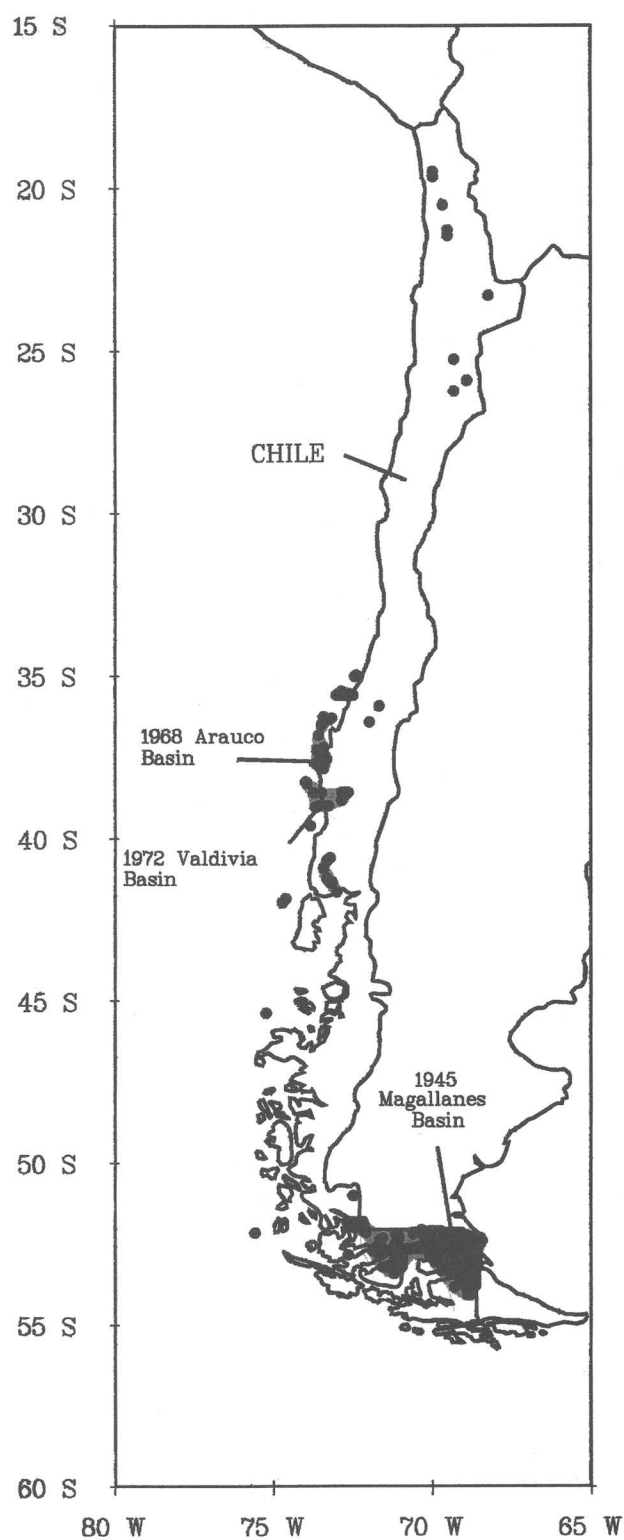 15 S
20 S
25 S
CHILE
30 S
35 S
1968 Arauco
Basin
40 S
1972 Valdivia
Basin
45 S
1945
Magallanes
Basin
50 S
55 S
60 S
80 W
75 W
70 W
65 W